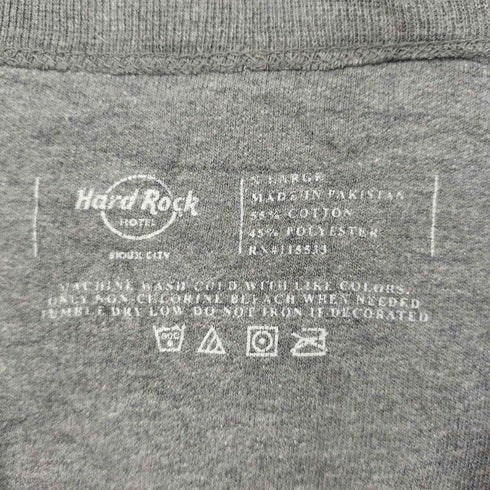 Hard Rock
HOTEL
SIOUX CITY
X LARGE
MADE IN PAKISTAN
55% COTTON
45% POLYESTER
RN#115533
MACHINE WASH COLD WITH LIKE COLORS.
ONLY NON-CHLORINE BLEACH WHEN NEEDED
TUMBLE DRY LOW DO NOT IRON IF DECORATED